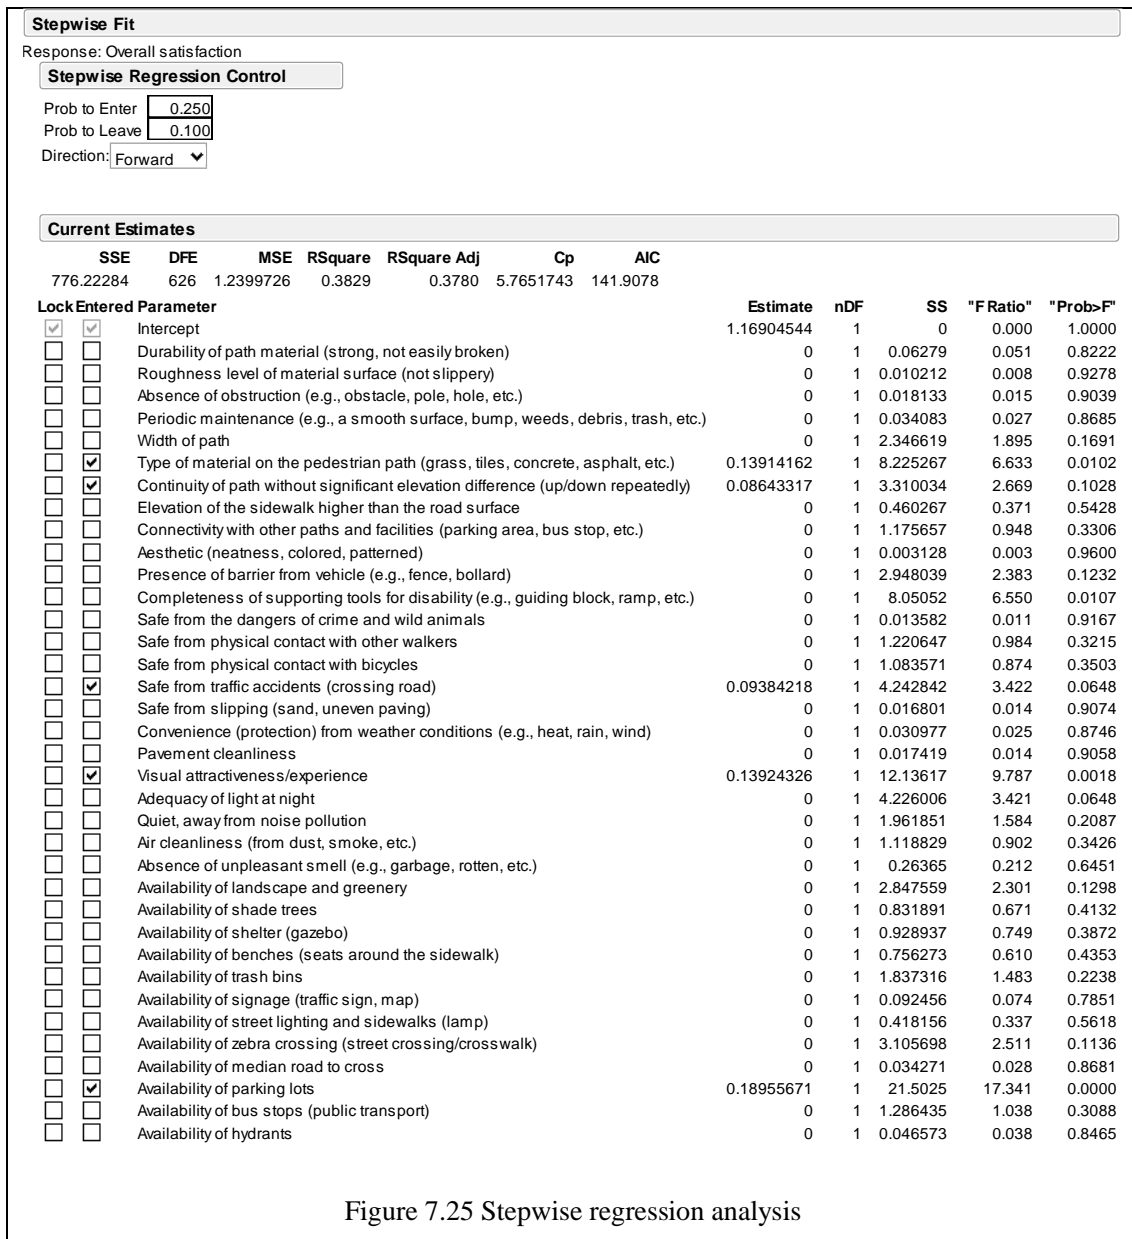 Stepwise Fit
Response: Overall satisfaction
Stepwise Regression Control
Prob to Enter 0.250
Prob to Leave 0.100
Direction: Forward
Current Estimates
SSE DFE MSE RSquare RSquare Adj Cp AIC
776.22284 626 1.2399726 0.3829 0.3780 5.7651743 141.9078
Lock Entered Parameter Estimate nDF SS "F Ratio" "Prob>F"
Intercept 1.16904544 1 0 0.000 1.0000
Durability of path material (strong, not easily broken) 0 1 0.06279 0.051 0.8222
Roughness level of material surface (not slippery) 0 1 0.010212 0.008 0.9278
Absence of obstruction (e.g., obstacle, pole, hole, etc.) 0 1 0.018133 0.015 0.9039
Periodic maintenance (e.g., a smooth surface, bump, weeds, debris, trash, etc.) 0 1 0.034083 0.027 0.8685
Width of path 0 1 2.346619 1.895 0.1691
Type of material on the pedestrian path (grass, tiles, concrete, asphalt, etc.) 0.13914162 1 8.225267 6.633 0.0102
Continuity of path without significant elevation difference (up/down repeatedly) 0.08643317 1 3.310034 2.669 0.1028
Elevation of the sidewalk higher than the road surface 0 1 0.460267 0.371 0.5428
Connectivity with other paths and facilities (parking area, bus stop, etc.) 0 1 1.175657 0.948 0.3306
Aesthetic (neatness, colored, patterned) 0 1 0.003128 0.003 0.9600
Presence of barrier from vehicle (e.g., fence, bollard) 0 1 2.948039 2.383 0.1232
Completeness of supporting tools for disability (e.g., guiding block, ramp, etc.) 0 1 8.05052 6.550 0.0107
Safe from the dangers of crime and wild animals 0 1 0.013582 0.011 0.9167
Safe from physical contact with other walkers 0 1 1.220647 0.984 0.3215
Safe from physical contact with bicycles 0 1 1.083571 0.874 0.3503
Safe from traffic accidents (crossing road) 0.09384218 1 4.242842 3.422 0.0648
Safe from slipping (sand, uneven paving) 0 1 0.016801 0.014 0.9074
Convenience (protection) from weather conditions (e.g., heat, rain, wind) 0 1 0.030977 0.025 0.8746
Pavement cleanliness 0 1 0.017419 0.014 0.9058
Visual attractiveness/experience 0.13924326 1 12.13617 9.787 0.0018
Adequacy of light at night 0 1 4.226006 3.421 0.0648
Quiet, away from noise pollution 0 1 1.961851 1.584 0.2087
Air cleanliness (from dust, smoke, etc.) 0 1 1.118829 0.902 0.3426
Absence of unpleasant smell (e.g., garbage, rotten, etc.) 0 1 0.26365 0.212 0.6451
Availability of landscape and greenery 0 1 2.847559 2.301 0.1298
Availability of shade trees 0 1 0.831891 0.671 0.4132
Availability of shelter (gazebo) 0 1 0.928937 0.749 0.3872
Availability of benches (seats around the sidewalk) 0 1 0.756273 0.610 0.4353
Availability of trash bins 0 1 1.837316 1.483 0.2238
Availability of signage (traffic sign, map) 0 1 0.092456 0.074 0.7851
Availability of street lighting and sidewalks (lamp) 0 1 0.418156 0.337 0.5618
Availability of zebra crossing (street crossing/crosswalk) 0 1 3.105698 2.511 0.1136
Availability of median road to cross 0 1 0.034271 0.028 0.8681
Availability of parking lots 0.18955671 1 21.5025 17.341 0.0000
Availability of bus stops (public transport) 0 1 1.286435 1.038 0.3088
Availability of hydrants 0 1 0.046573 0.038 0.8465
Figure 7.25 Stepwise regression analysis